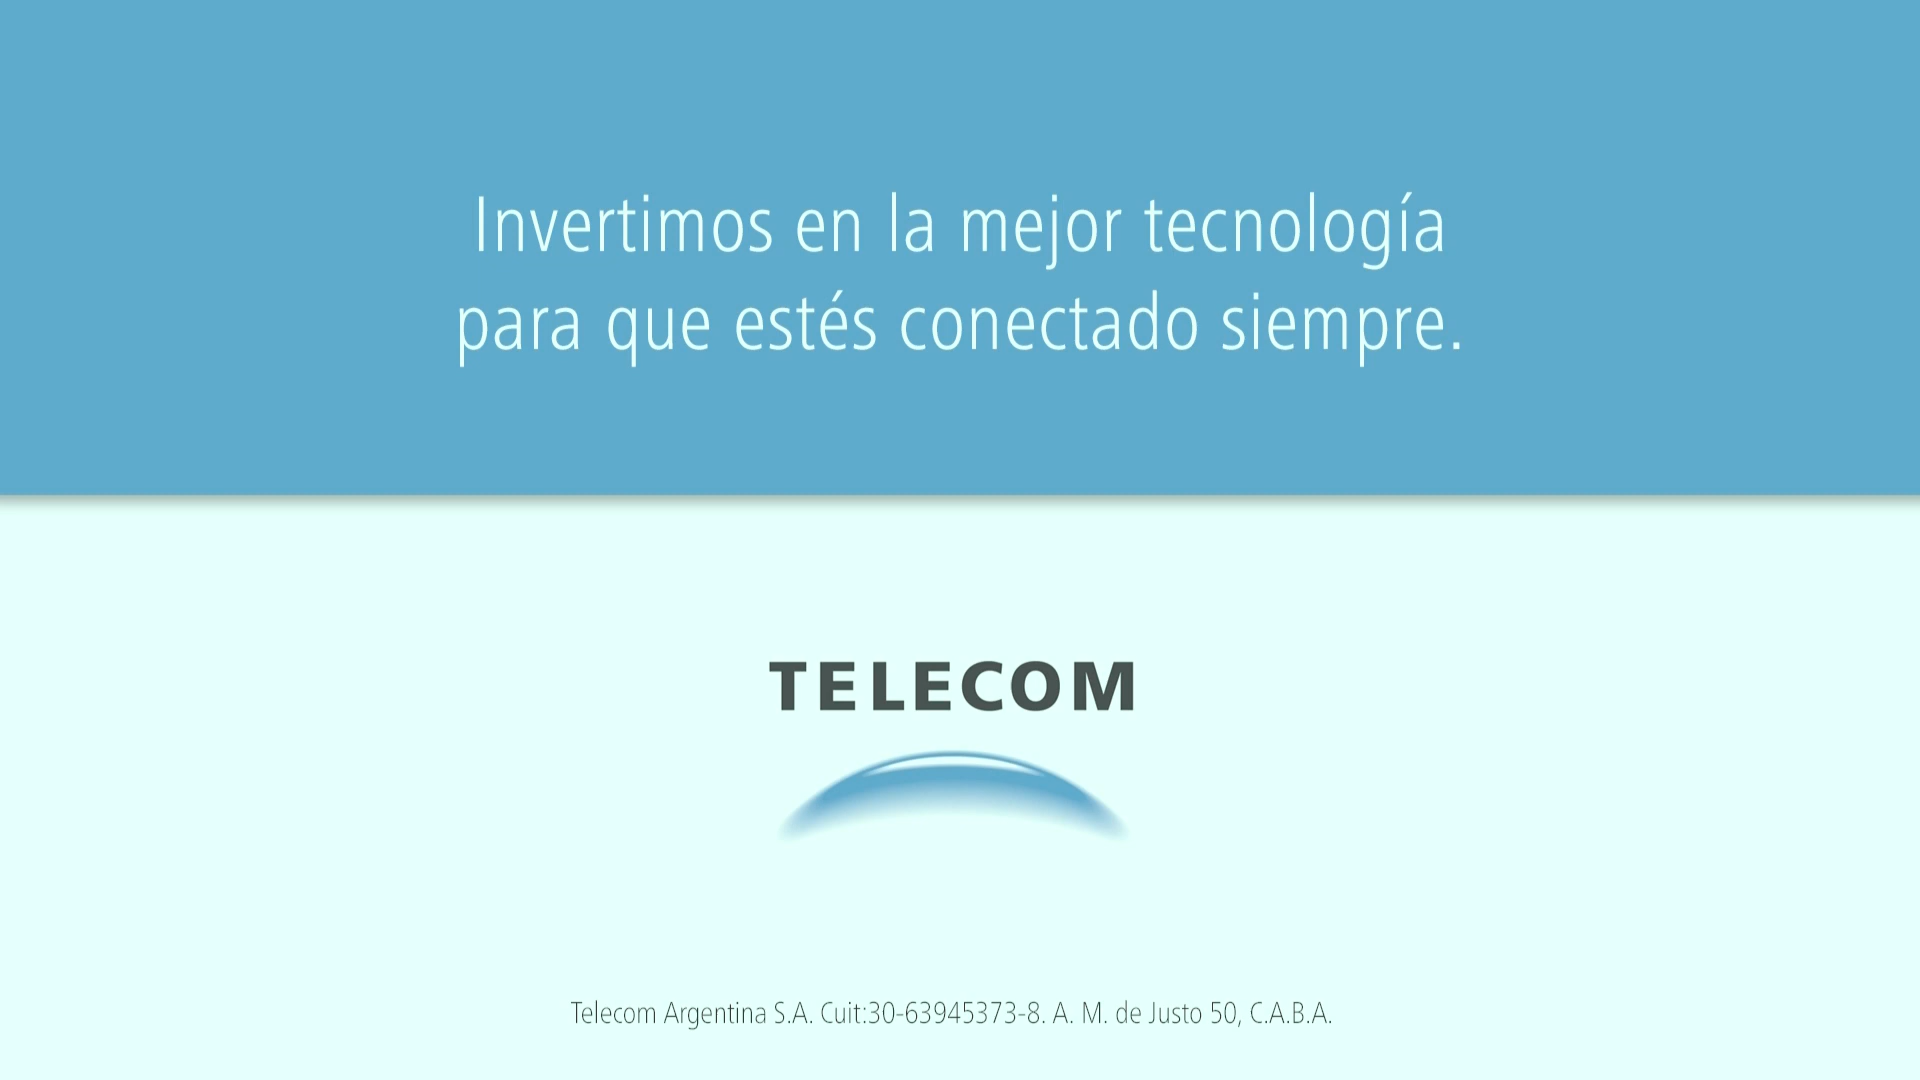 Invertimos en la mejor tecnología
para que estés conectado siempre.
TELECOM
Telecom Argentina S.A. Cuit:30-63945373-8. A. M. de Justo 50, C.A.B.A.